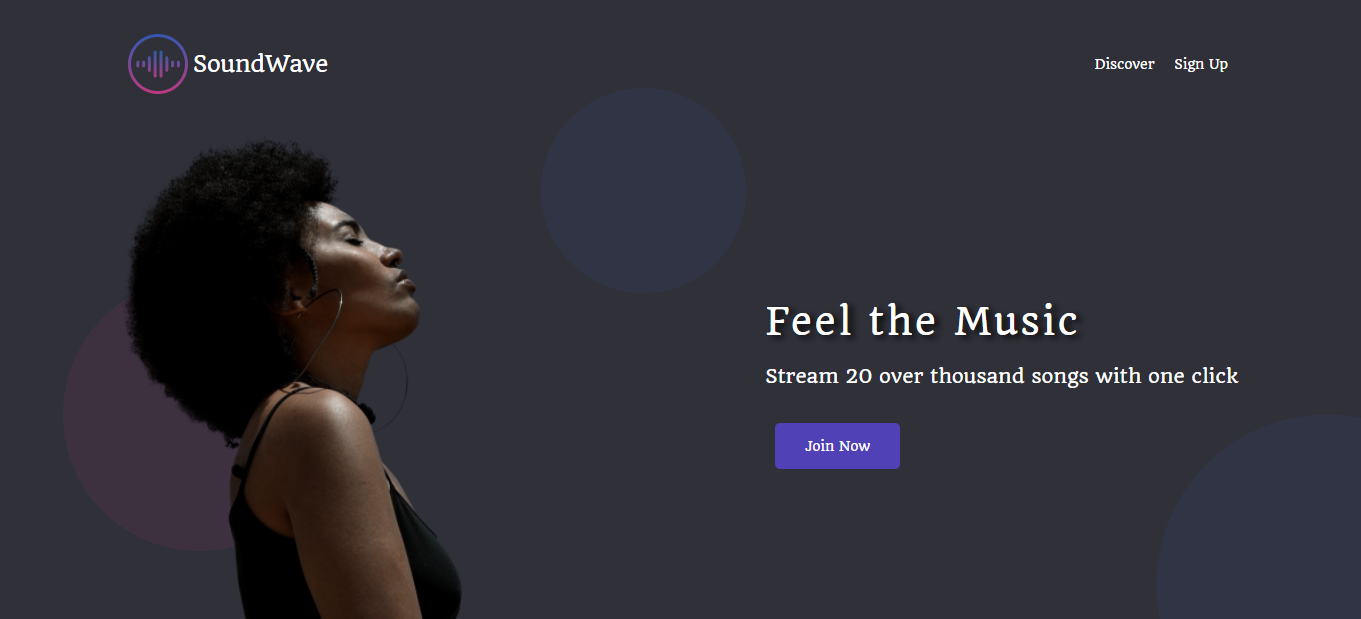 SoundWave
Discover
Sign Up
Feel the Music
Stream 20 over thousand songs with one click
Join Now